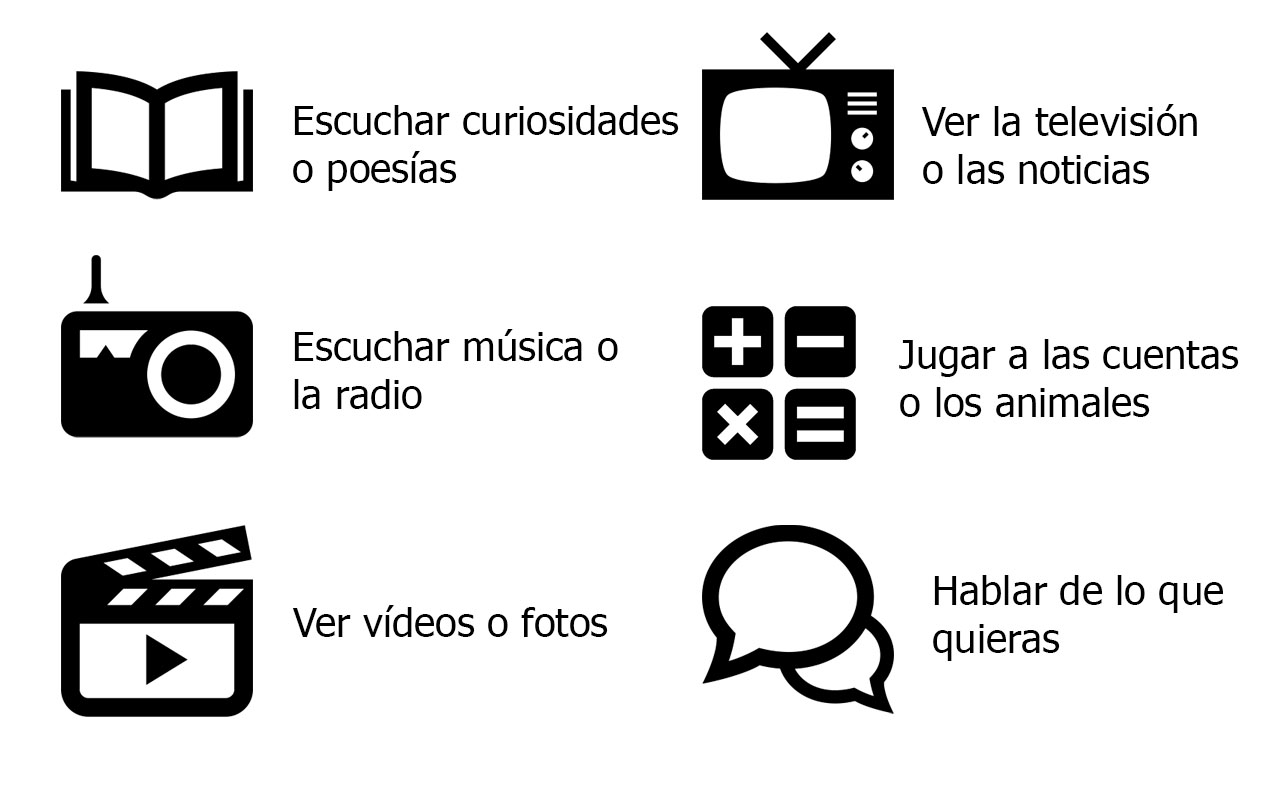 Escuchar curiosidades
o poesías
Ver la televisión
o las noticias
Escuchar música o
la radio
Jugar a las cuentas
o los animales
Ver vídeos o fotos
Hablar de lo que
quieras